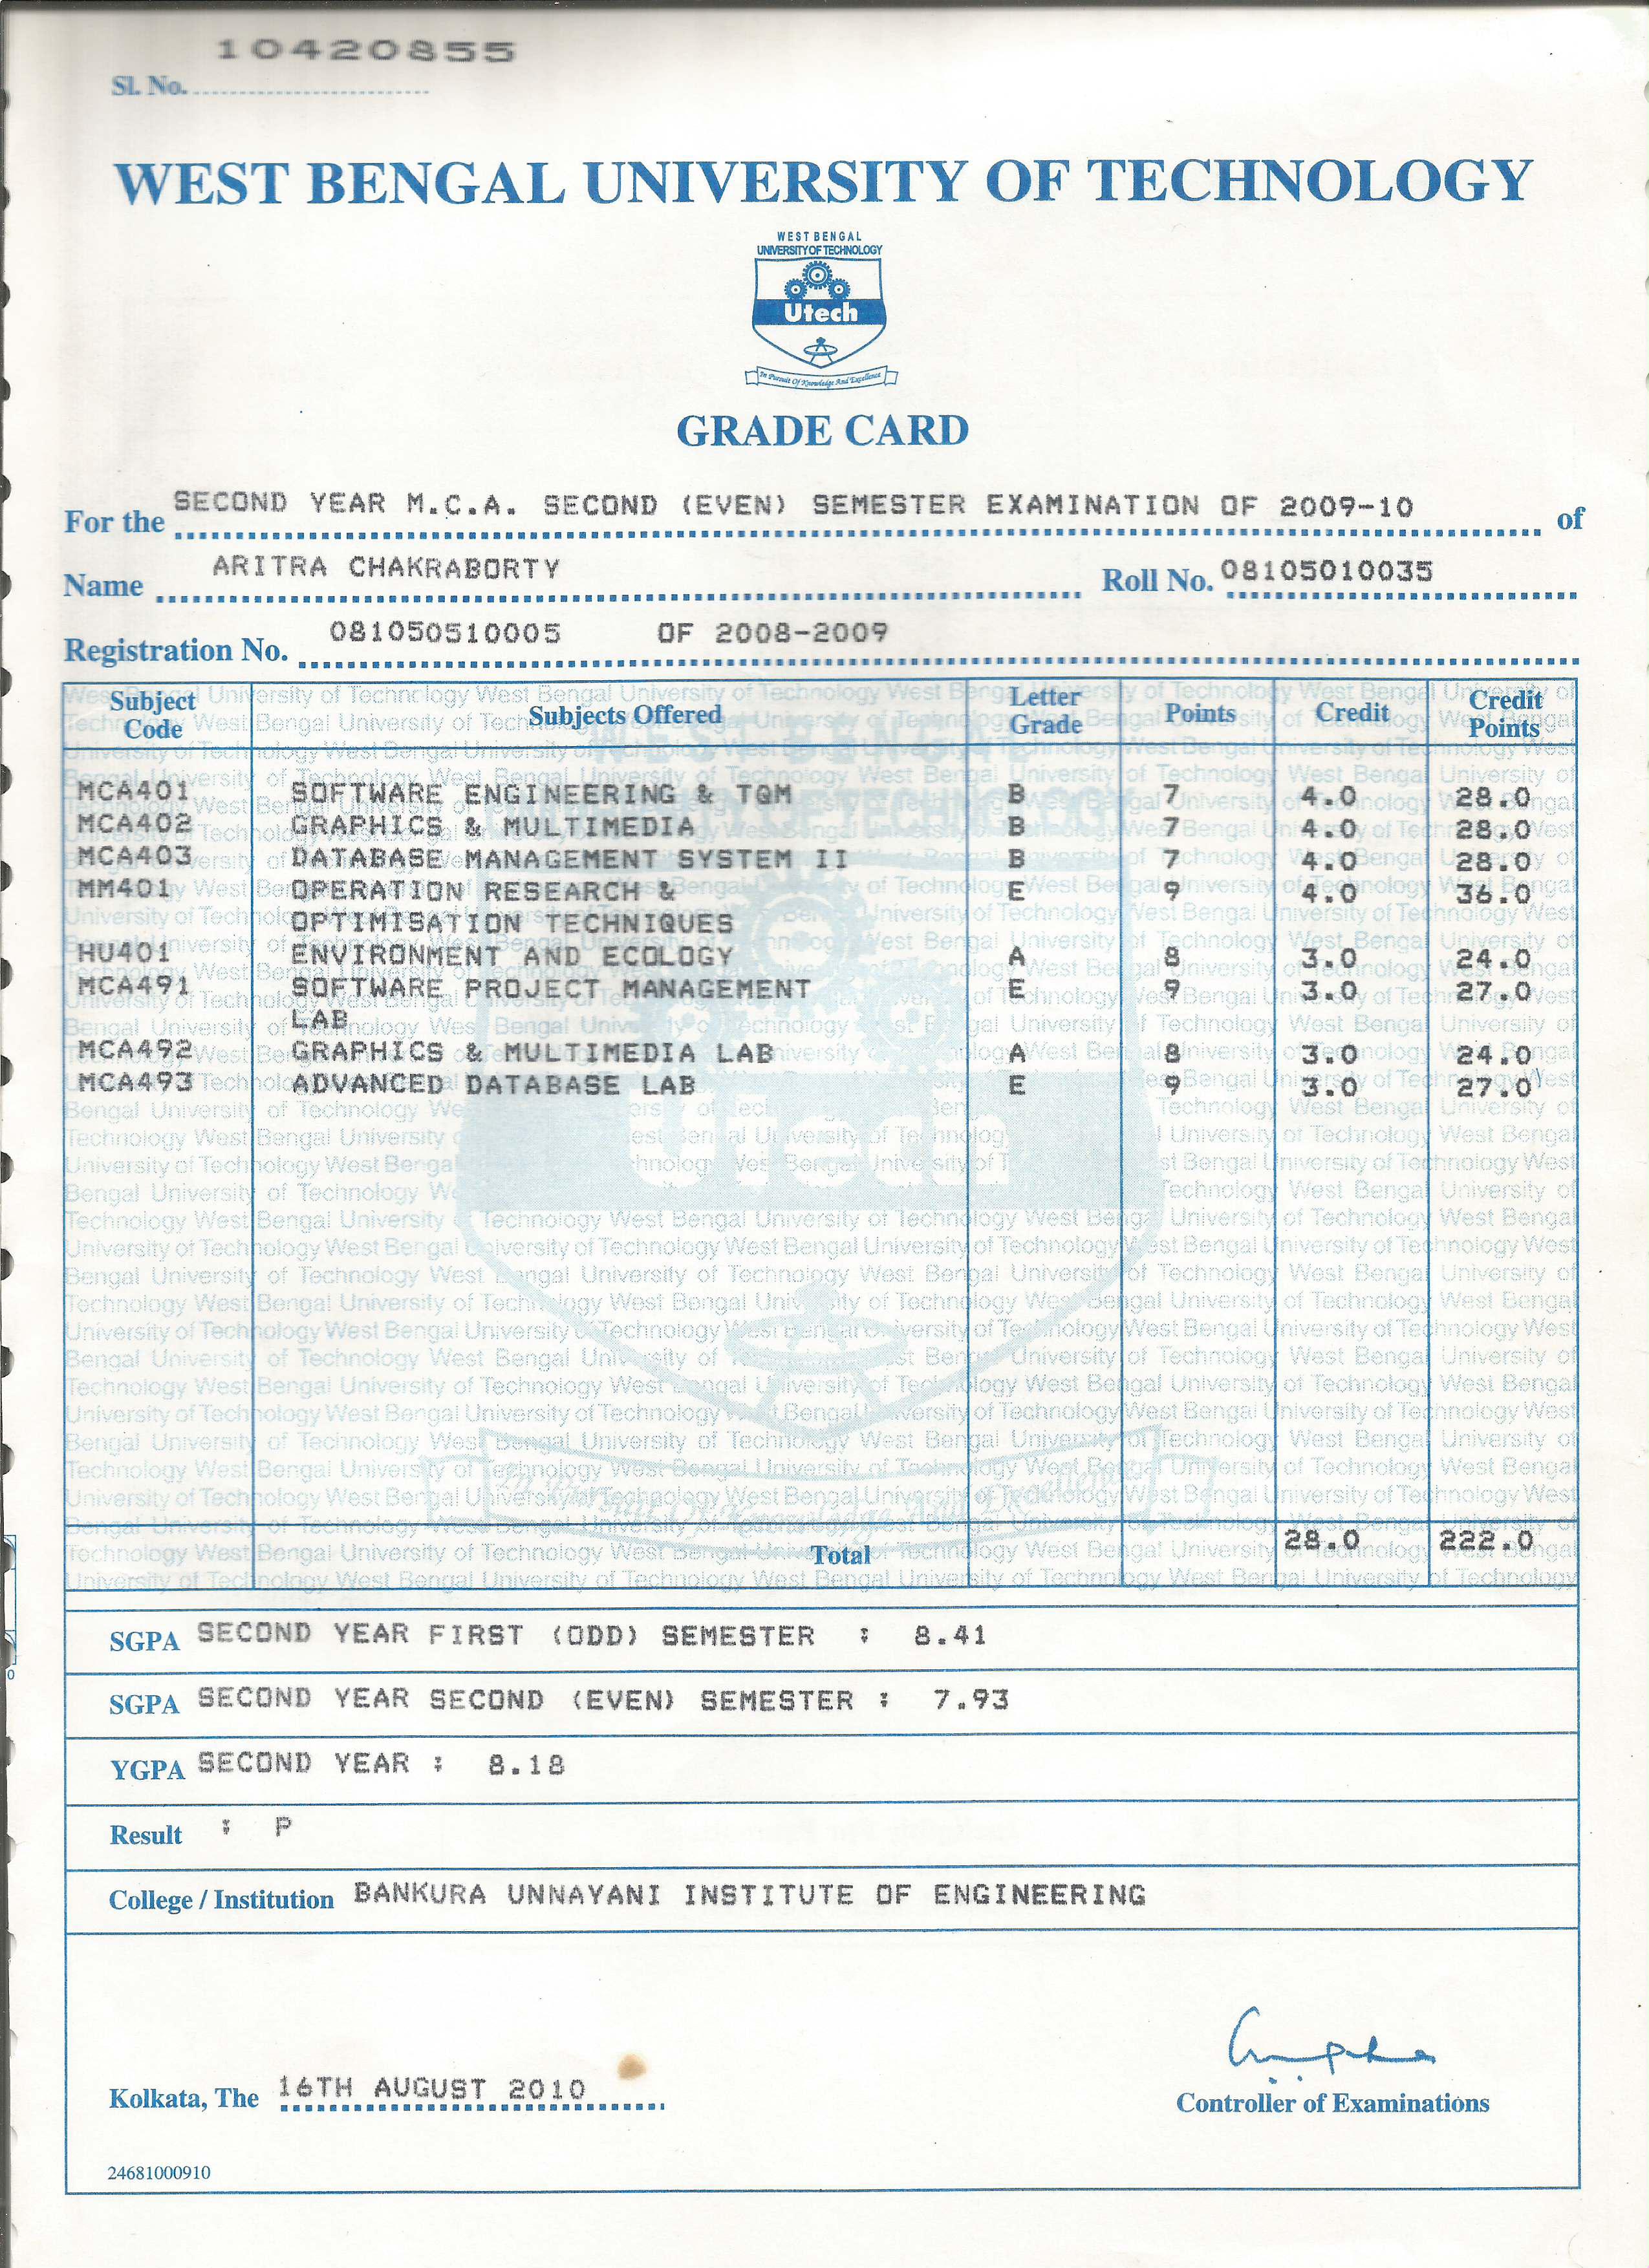 10420855
Sl. No.
WEST BENGAL UNIVERSITY OF TECHNOLOGY
WEST BENGAL
UNIVERSITY OF TECHNOLOGY
Utech
In Pursuit Of Knowledge And Excellence
GRADE CARD
For the SECOND YEAR M.C.A. SECOND (EVEN) SEMESTER EXAMINATION OF 2009-10 of
Name ARITRA CHAKRABORTY Roll No. 08105010035
Registration No. 081050510005 OF 2008-2009
Subject Code Subjects Offered Letter Grade Points Credit Credit Points
MCA401 SOFTWARE ENGINEERING & TQM B 7 4.0 28.0
MCA402 GRAPHICS & MULTIMEDIA B 7 4.0 28.0
MCA403 DATABASE MANAGEMENT SYSTEM II B 7 4.0 28.0
MM401 OPERATION RESEARCH & E 9 4.0 36.0
OPTIMISATION TECHNIQUES
HU401 ENVIRONMENT AND ECOLOGY A 8 3.0 24.0
MCA491 SOFTWARE PROJECT MANAGEMENT E 9 3.0 27.0
LAB
MCA492 GRAPHICS & MULTIMEDIA LAB A 8 3.0 24.0
MCA493 ADVANCED DATABASE LAB E 9 3.0 27.0
Total 28.0 222.0
SGPA SECOND YEAR FIRST (ODD) SEMESTER : 8.41
SGPA SECOND YEAR SECOND (EVEN) SEMESTER : 7.93
YGPA SECOND YEAR : 8.18
Result : P
College / Institution BANKURA UNNAYANI INSTITUTE OF ENGINEERING
Kolkata, The 16TH AUGUST 2010
Controller of Examinations
24681000910